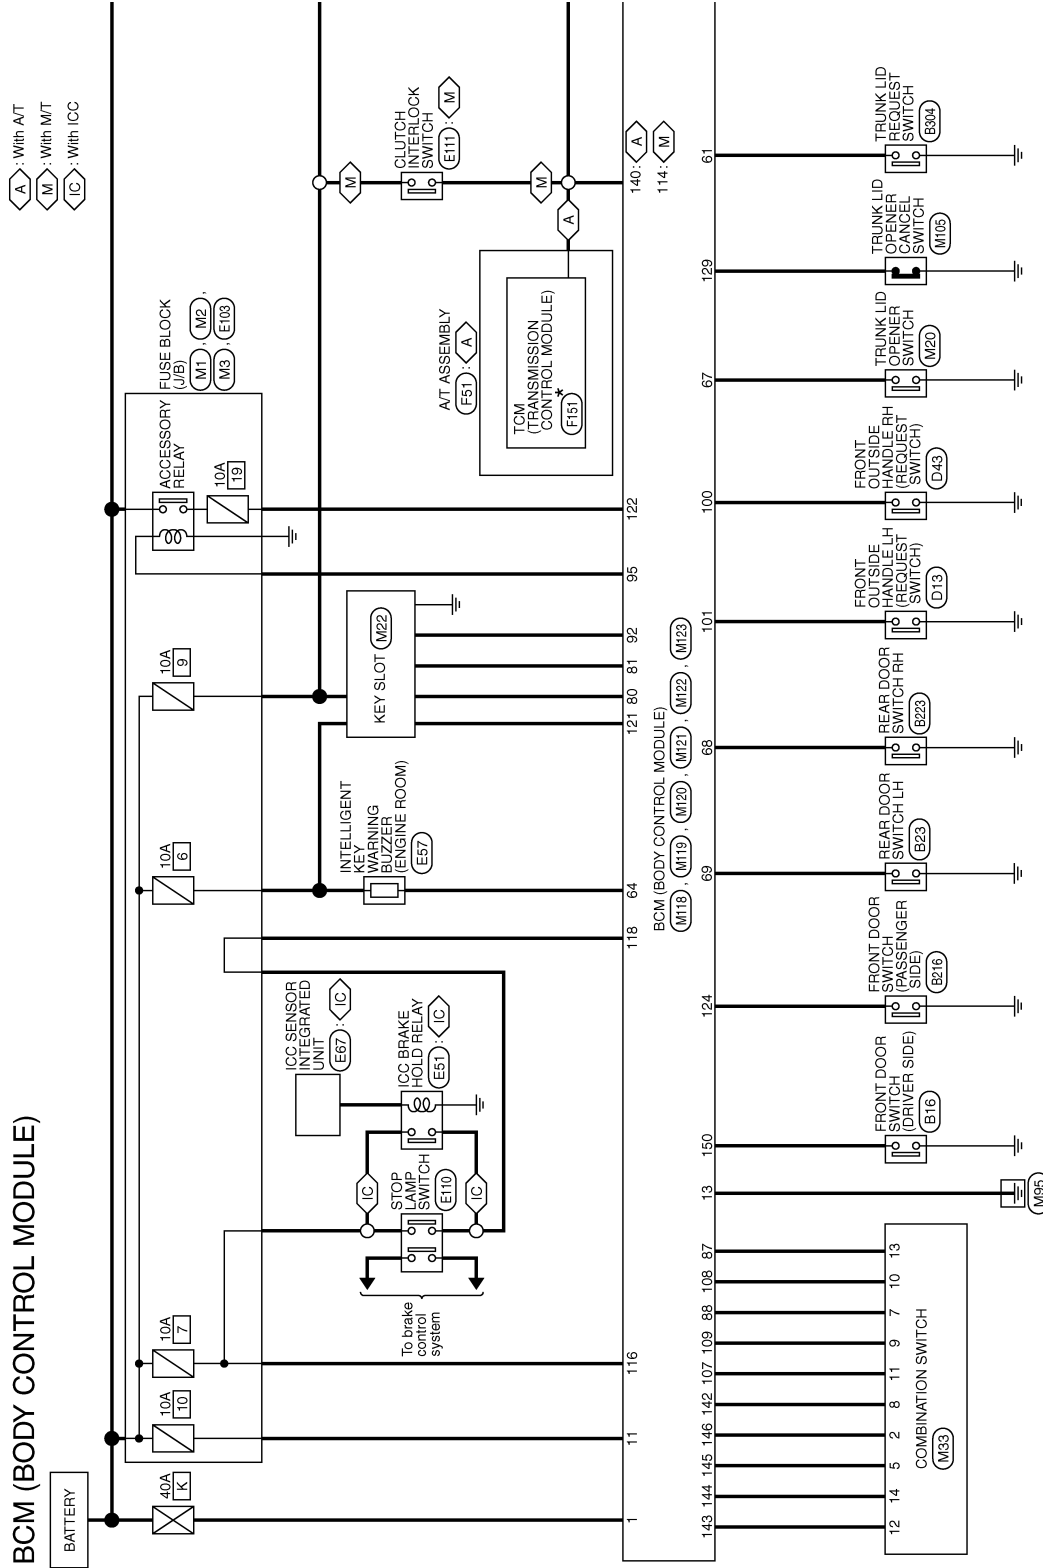 BCM (BODY CONTROL MODULE)
A : With A/T
M : With M/T
IC : With ICC
BATTERY
40A
K
10A
10
10A
7
10A
6
10A
9
ACCESSORY
RELAY
10A
19
FUSE BLOCK
(J/B)
M1 , M2 ,
M3 , E103
To brake
control
system
STOP
LAMP
SWITCH
E110
IC
IC
ICC SENSOR
INTEGRATED
UNIT
E67 : IC
ICC BRAKE
HOLD RELAY
E51 : IC
INTELLIGENT
KEY
WARNING
BUZZER
(ENGINE ROOM)
E57
KEY SLOT M22
A/T ASSEMBLY
F51 : A
TCM
(TRANSMISSION
CONTROL MODULE)
*
F151
A
M
M
CLUTCH
INTERLOCK
SWITCH
E111 : M
1
11
116
118
64
121
80
81
92
95
122
140 : A
114 : M
BCM (BODY CONTROL MODULE)
M118 , M119 , M120 , M121 , M122 , M123
143
144
145
146
142
107
109
88
108
87
13
150
124
69
68
101
100
67
129
61
12
14
5
2
8
11
9
7
10
13
COMBINATION SWITCH
M33
M95
FRONT DOOR
SWITCH
(DRIVER SIDE)
B16
FRONT DOOR
SWITCH
(PASSENGER
SIDE)
B216
REAR DOOR
SWITCH LH
B23
REAR DOOR
SWITCH RH
B223
FRONT
OUTSIDE
HANDLE LH
(REQUEST
SWITCH)
D13
FRONT
OUTSIDE
HANDLE RH
(REQUEST
SWITCH)
D43
TRUNK LID
OPENER
SWITCH
M20
TRUNK LID
OPENER
CANCEL
SWITCH
M105
TRUNK LID
REQUEST
SWITCH
B304